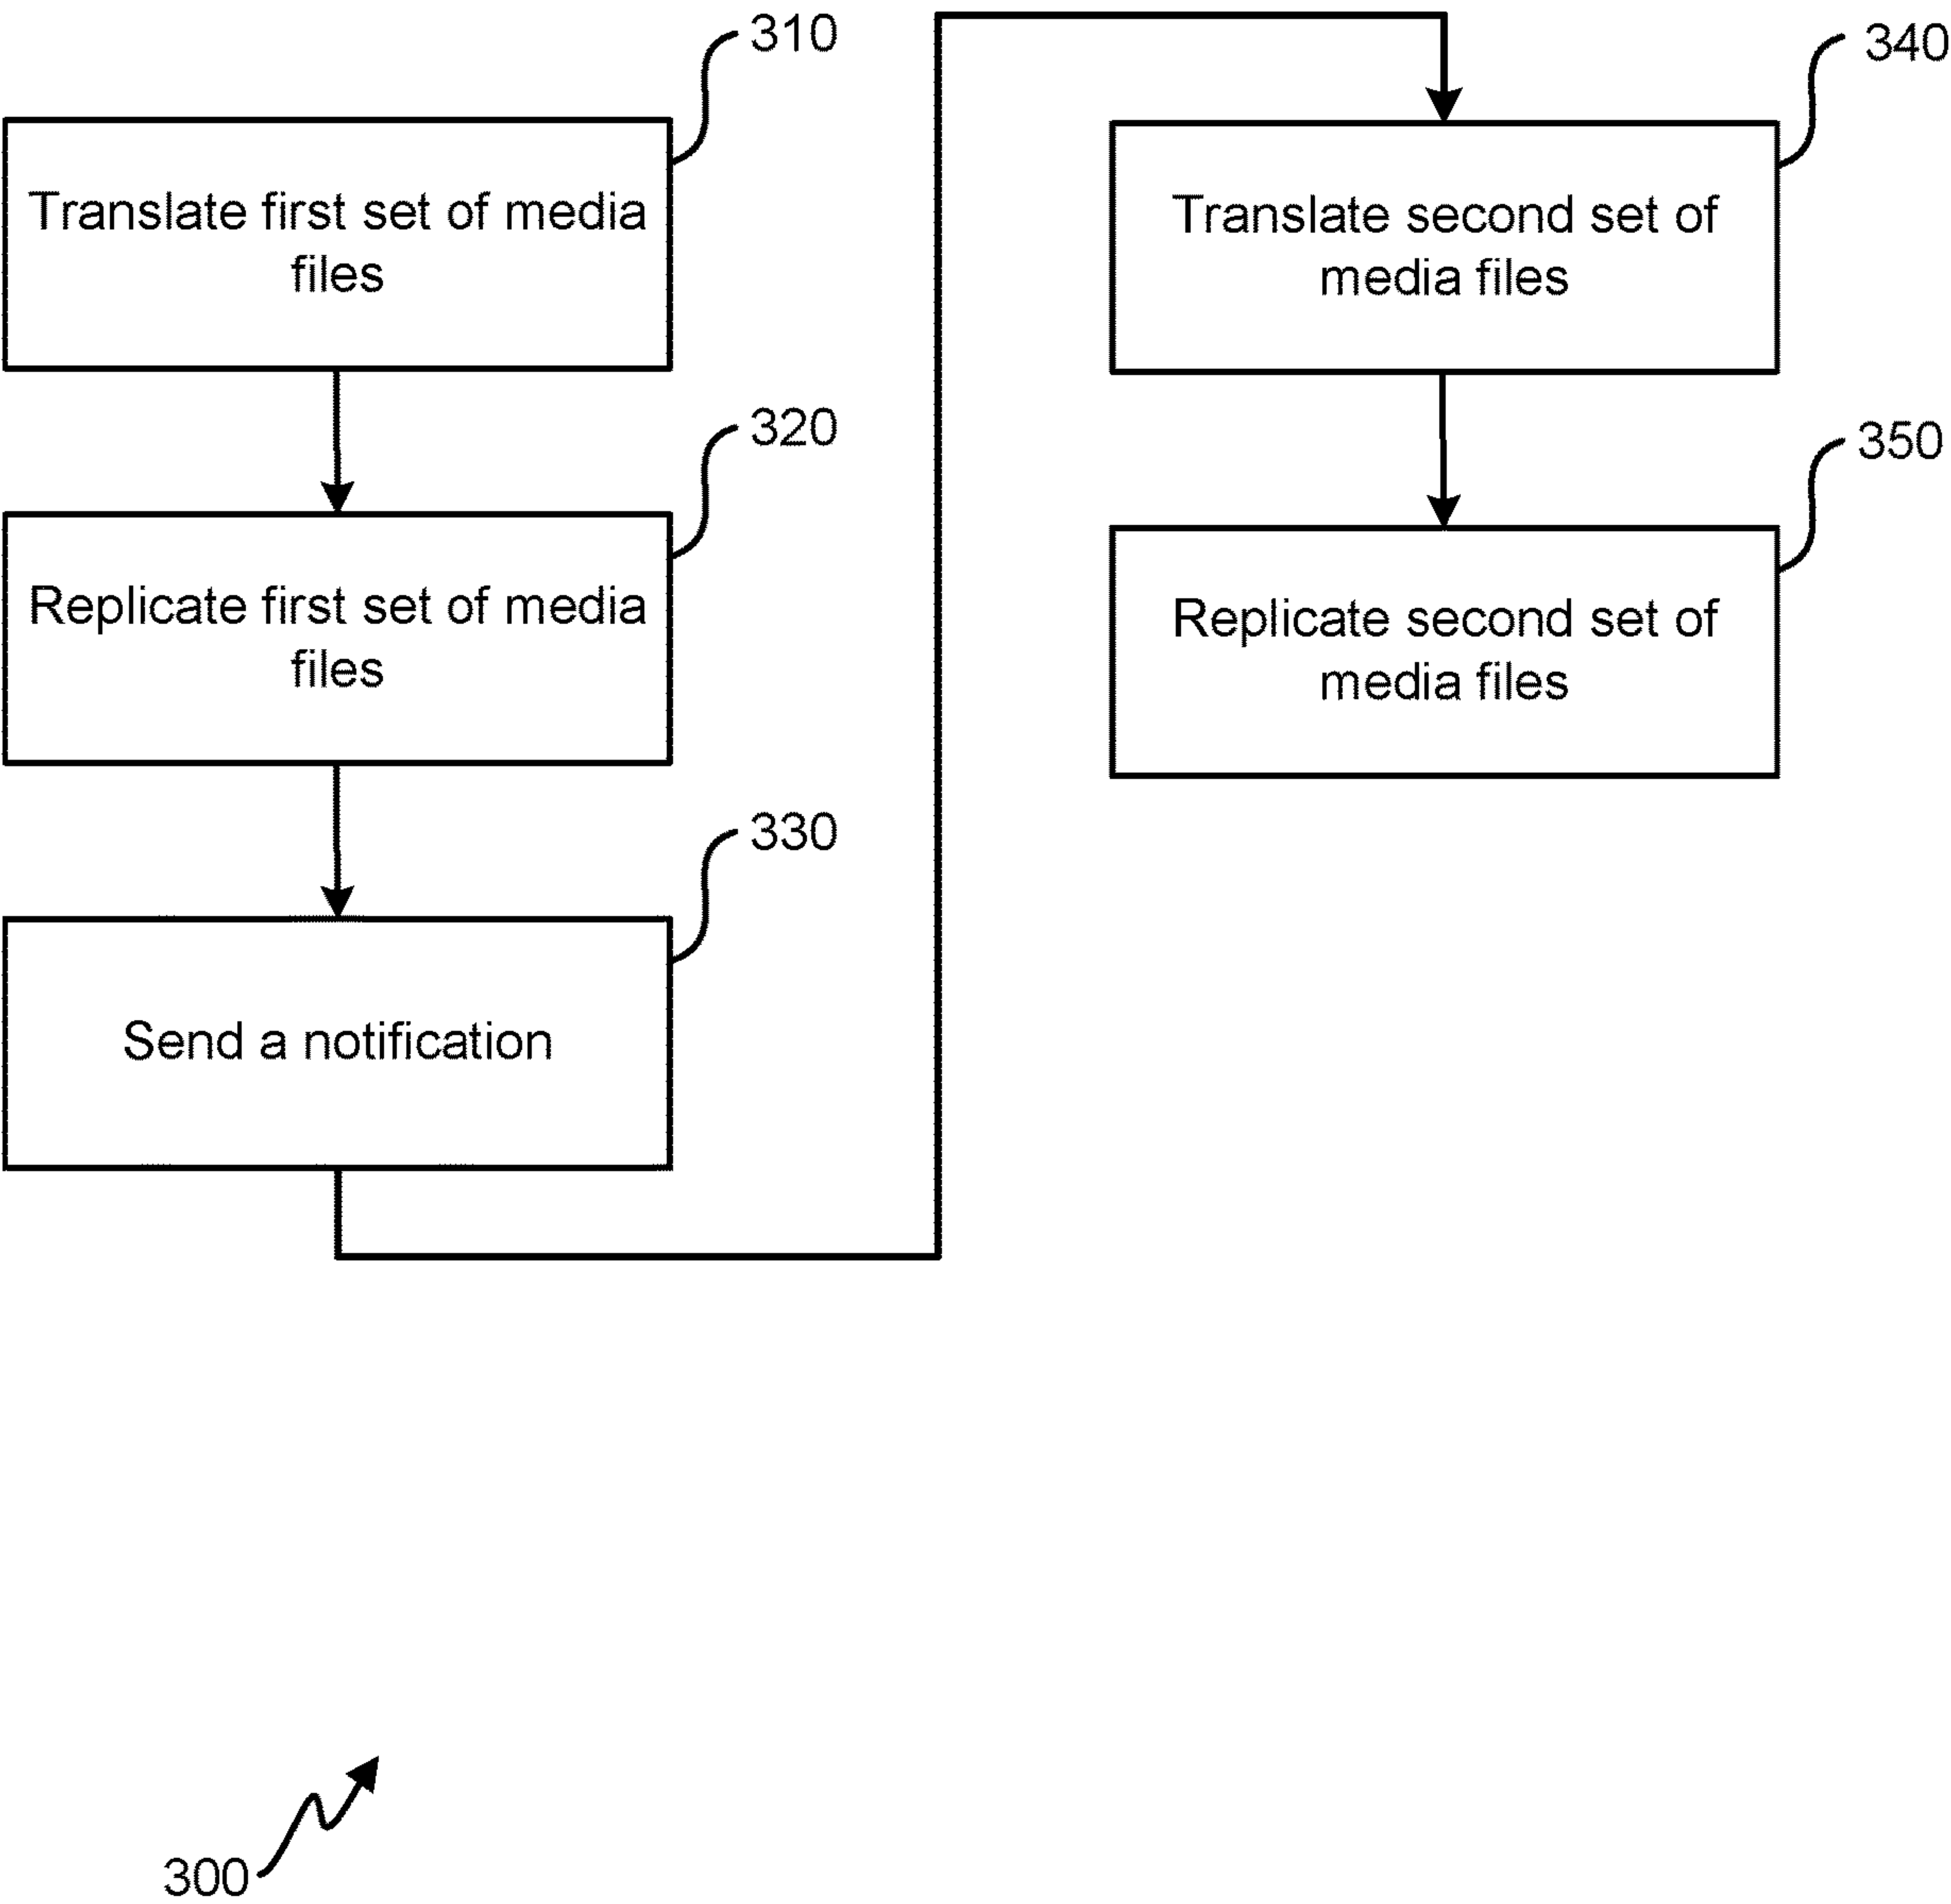 310
Translate first set of media
files
320
Replicate first set of media
files
330
Send a notification
340
Translate second set of
media files
350
Replicate second set of
media files
300